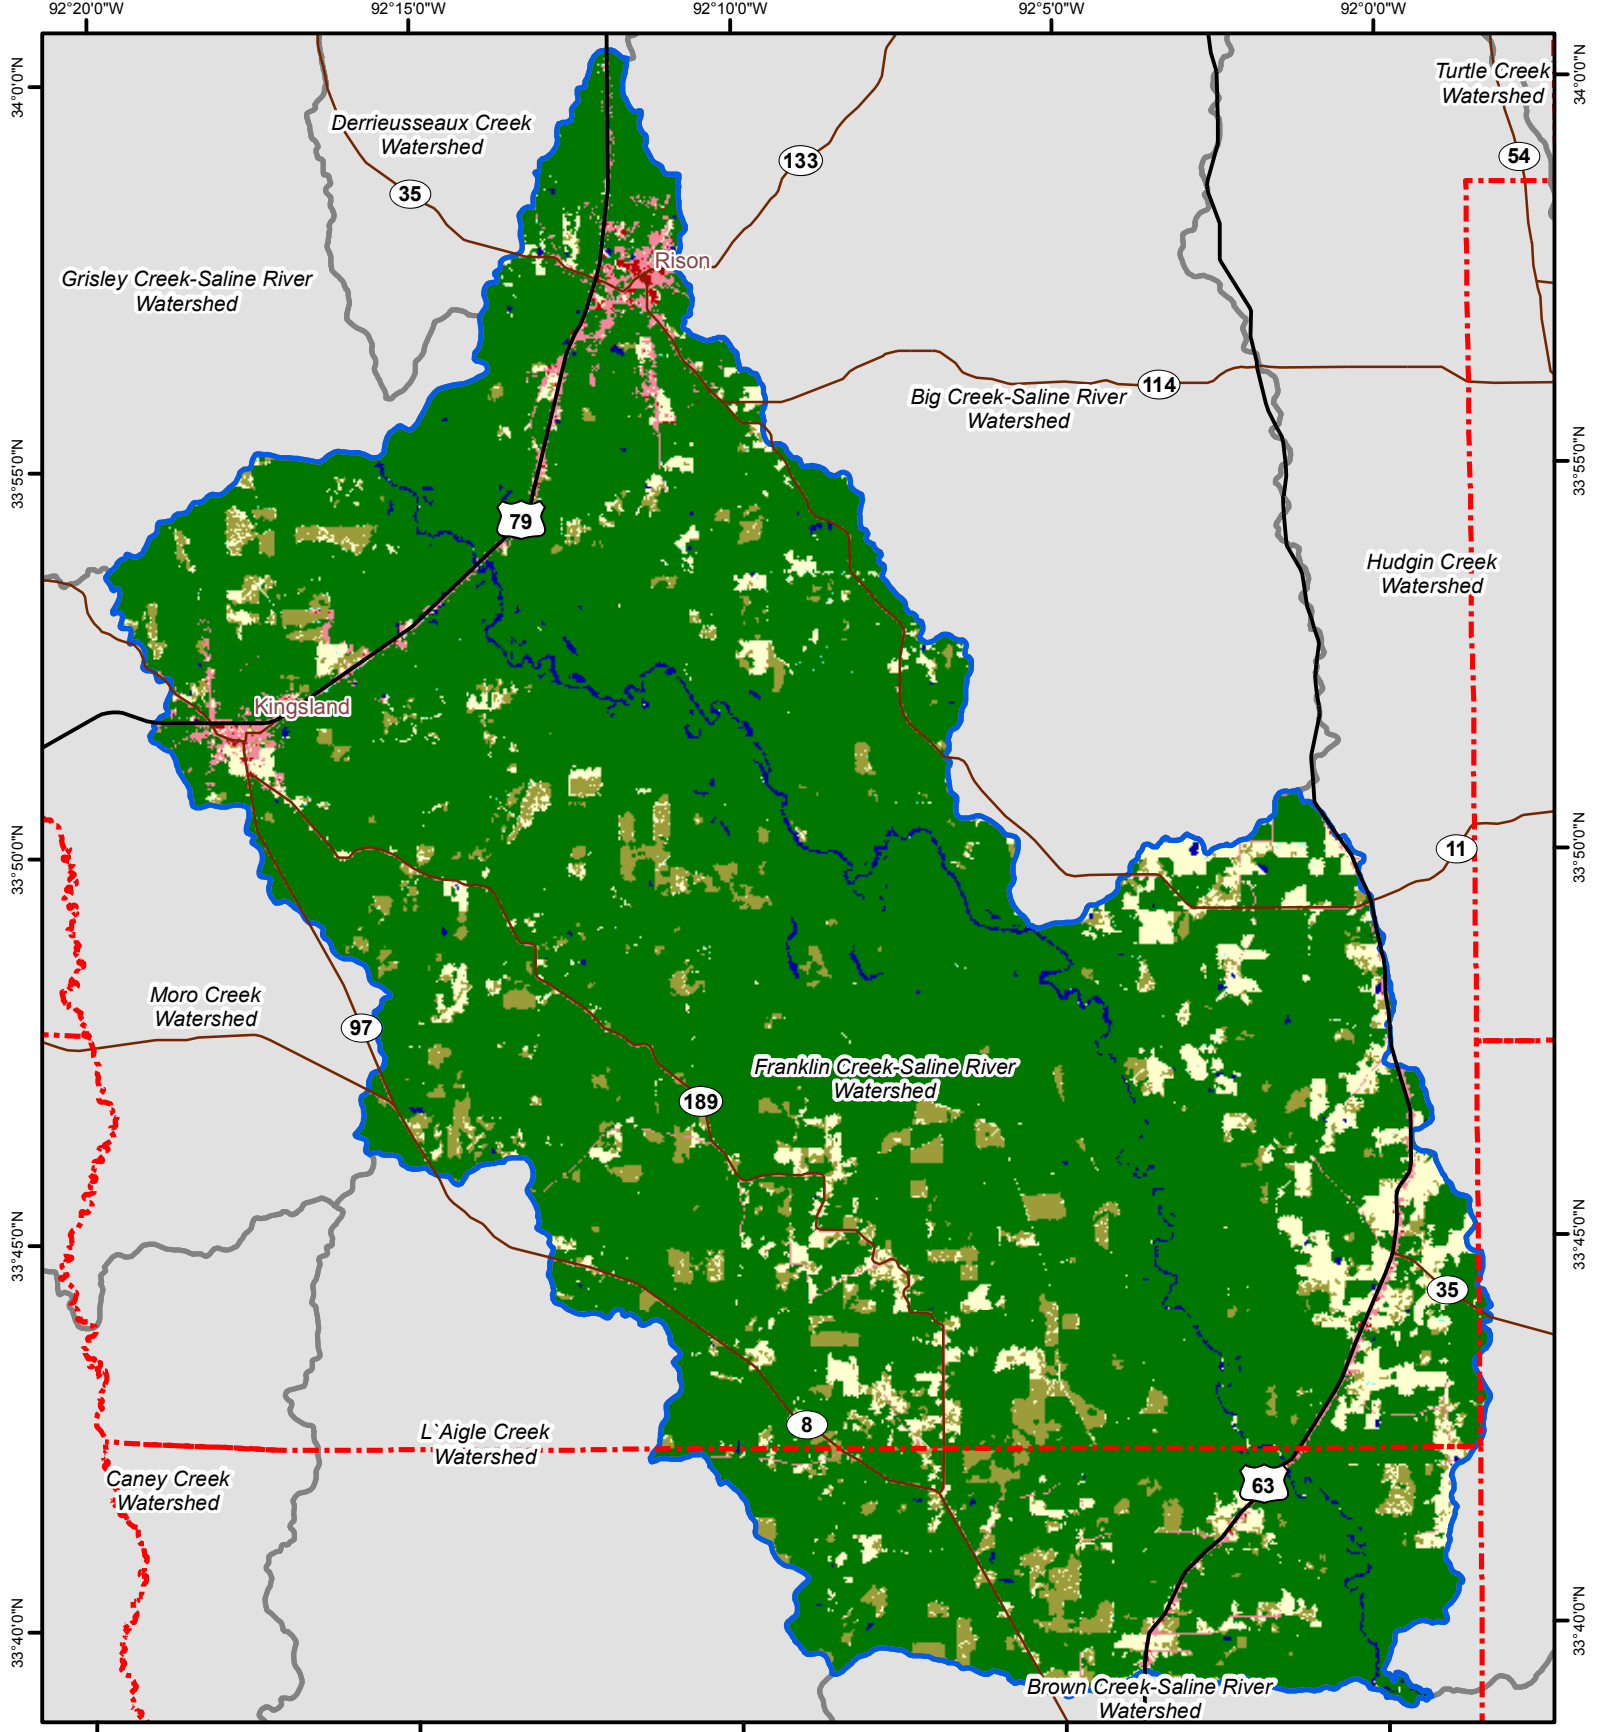 92°20'0"W
92°15'0"W
92°10'0"W
92°5'0"W
92°0'0"W
34°0'0"N
34°0'0"N
Turtle Creek
Watershed
Derrieusseaux Creek
Watershed
133
54
35
Rison
Grisley Creek-Saline River
Watershed
114
Big Creek-Saline River
Watershed
33°55'0"N
33°55'0"N
79
Hudgin Creek
Watershed
Kingsland
33°50'0"N
33°50'0"N
11
Moro Creek
Watershed
97
Franklin Creek-Saline River
Watershed
189
33°45'0"N
33°45'0"N
35
8
L`Aigle Creek
Watershed
Caney Creek
Watershed
63
33°40'0"N
33°40'0"N
Brown Creek-Saline River
Watershed